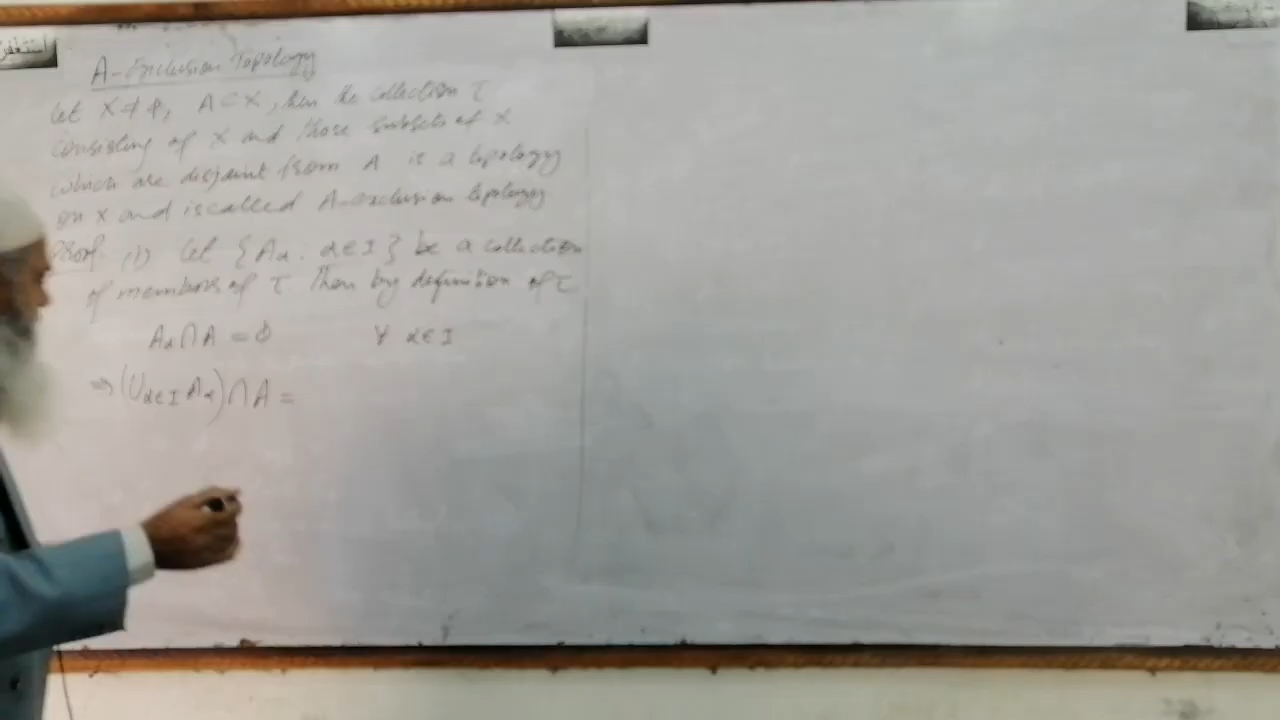 A-Exclusion Topology
Let X ≠ ϕ, A ⊂ X, then the collection τ
consisting of X and those subsets of X
which are disjoint from A is a topology
on X and is called A-exclusion topology
Proof (1) Let {Aα : α∈I} be a collection
of members of τ Then by definition of τ
Aα∩A = ϕ ∀ α∈I
⇒ (∪α∈I Aα)∩A =